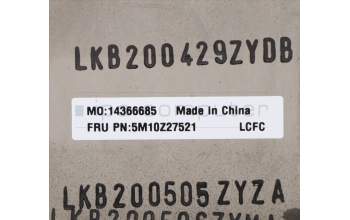 LKB200429ZYDB
MO:14366685 Made in China
FRU PN:5M10Z27521 LCFC
LKB200505ZYZA